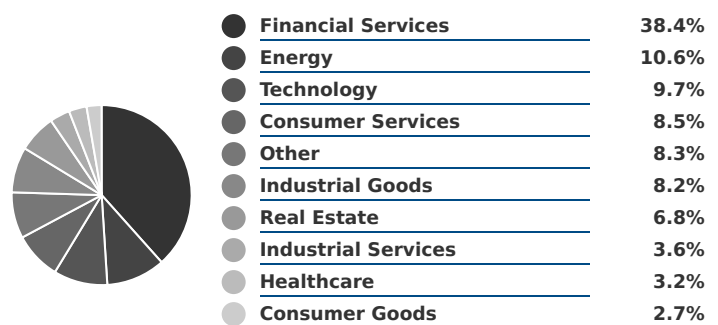 Financial Services 38.4%
Energy 10.6%
Technology 9.7%
Consumer Services 8.5%
Other 8.3%
Industrial Goods 8.2%
Real Estate 6.8%
Industrial Services 3.6%
Healthcare 3.2%
Consumer Goods 2.7%